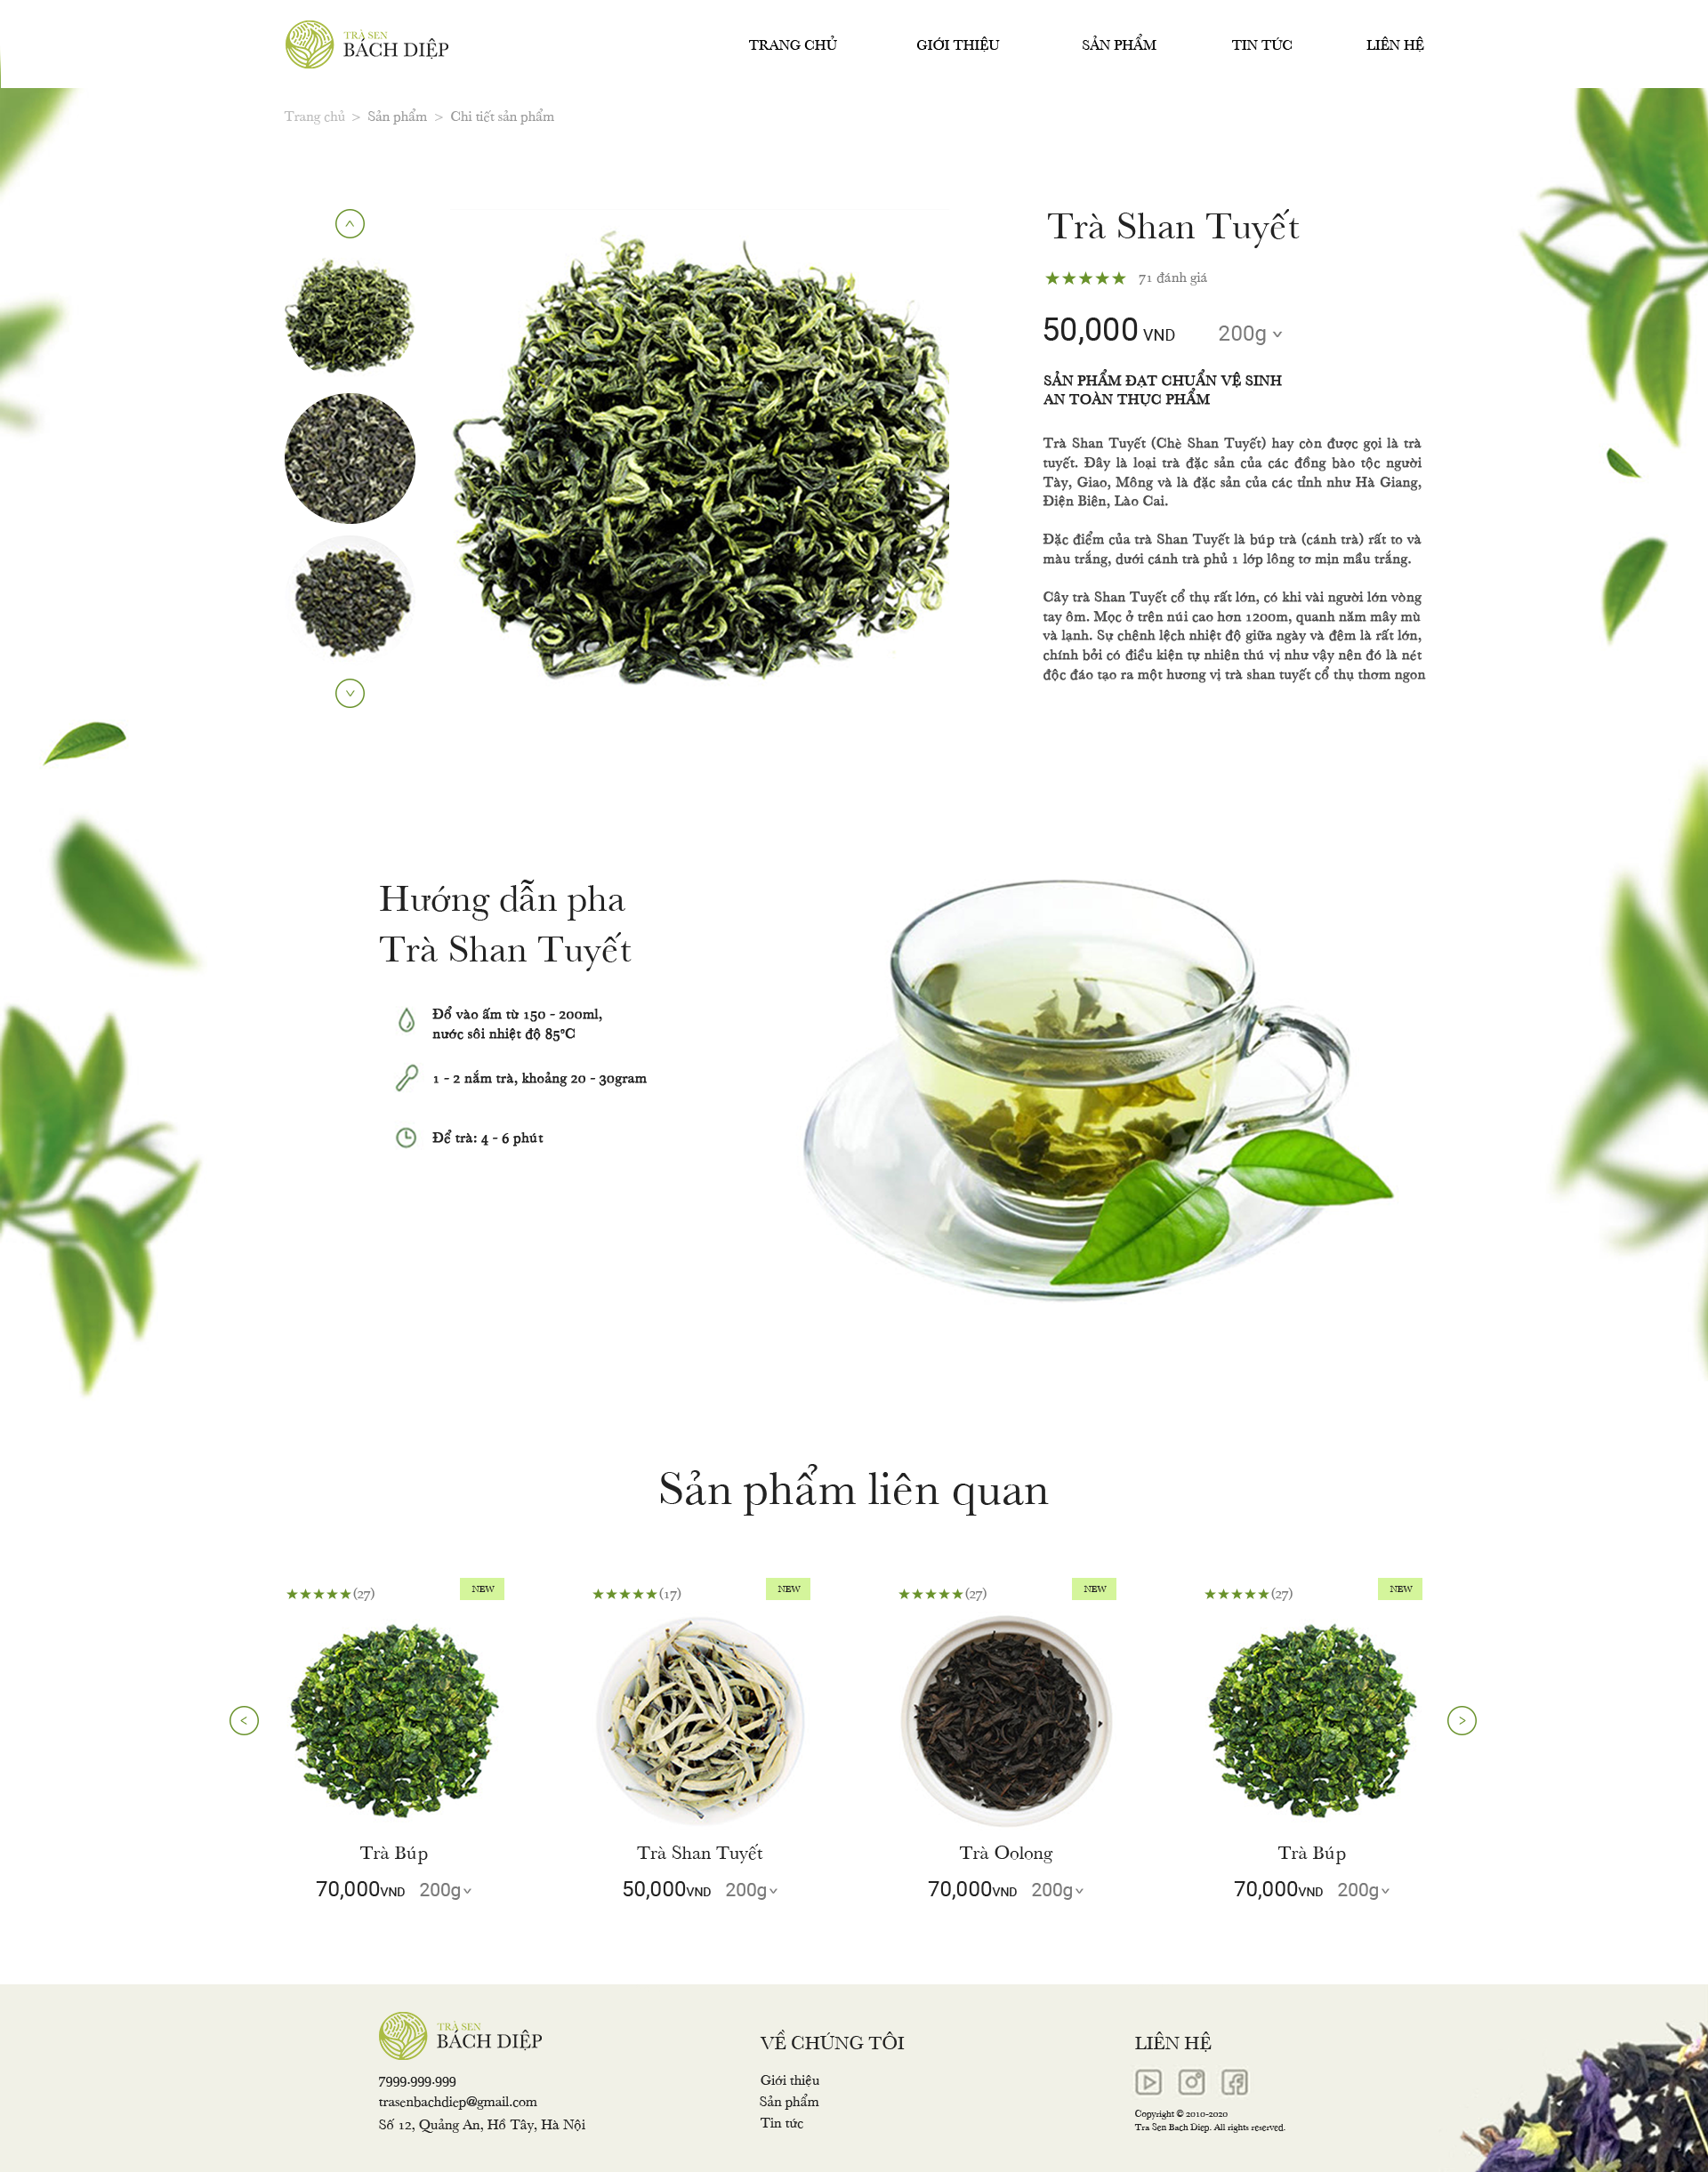 TRÀ SEN
BÁCH DIỆP
TRANG CHỦ
GIỚI THIỆU
SẢN PHẨM
TIN TỨC
LIÊN HỆ
Trang chủ > Sản phẩm > Chi tiết sản phẩm
Trà Shan Tuyết
71 đánh giá
50,000 VND 200g
SẢN PHẨM ĐẠT CHUẨN VỆ SINH
AN TOÀN THỰC PHẨM
Trà Shan Tuyết (Chè Shan Tuyết) hay còn được gọi là trà
tuyết. Đây là loại trà đặc sản của các đồng bào tộc người
Tày, Giao, Mông và là đặc sản của các tỉnh như Hà Giang,
Điện Biên, Lào Cai.
Đặc điểm của trà Shan Tuyết là búp trà (cánh trà) rất to và
màu trắng, dưới cánh trà phủ 1 lớp lông tơ mịn mầu trắng.
Cây trà Shan Tuyết cổ thụ rất lớn, có khi vài người lớn vòng
tay ôm. Mọc ở trên núi cao hơn 1200m, quanh năm mây mù
và lạnh. Sự chênh lệch nhiệt độ giữa ngày và đêm là rất lớn,
chính bởi có điều kiện tự nhiên thú vị như vậy nên đó là nét
độc đáo tạo ra một hương vị trà shan tuyết cổ thụ thơm ngon
Hướng dẫn pha
Trà Shan Tuyết
Đổ vào ấm từ 150 - 200ml,
nước sôi nhiệt độ 85°C
1 - 2 nắm trà, khoảng 20 - 30gram
Để trà: 4 - 6 phút
Sản phẩm liên quan
(27)
NEW
(17)
NEW
(27)
NEW
(27)
NEW
<
>
Trà Búp
Trà Shan Tuyết
Trà Oolong
Trà Búp
70,000VND 200g
50,000VND 200g
70,000VND 200g
70,000VND 200g
TRÀ SEN
BÁCH DIỆP
7999-999-999
trasenbachdiep@gmail.com
Số 12, Quảng An, Hồ Tây, Hà Nội
VỀ CHÚNG TÔI
Giới thiệu
Sản phẩm
Tin tức
LIÊN HỆ
Copyright © 2010-2020
Tra Sen Bach Diep. All rights reserved.